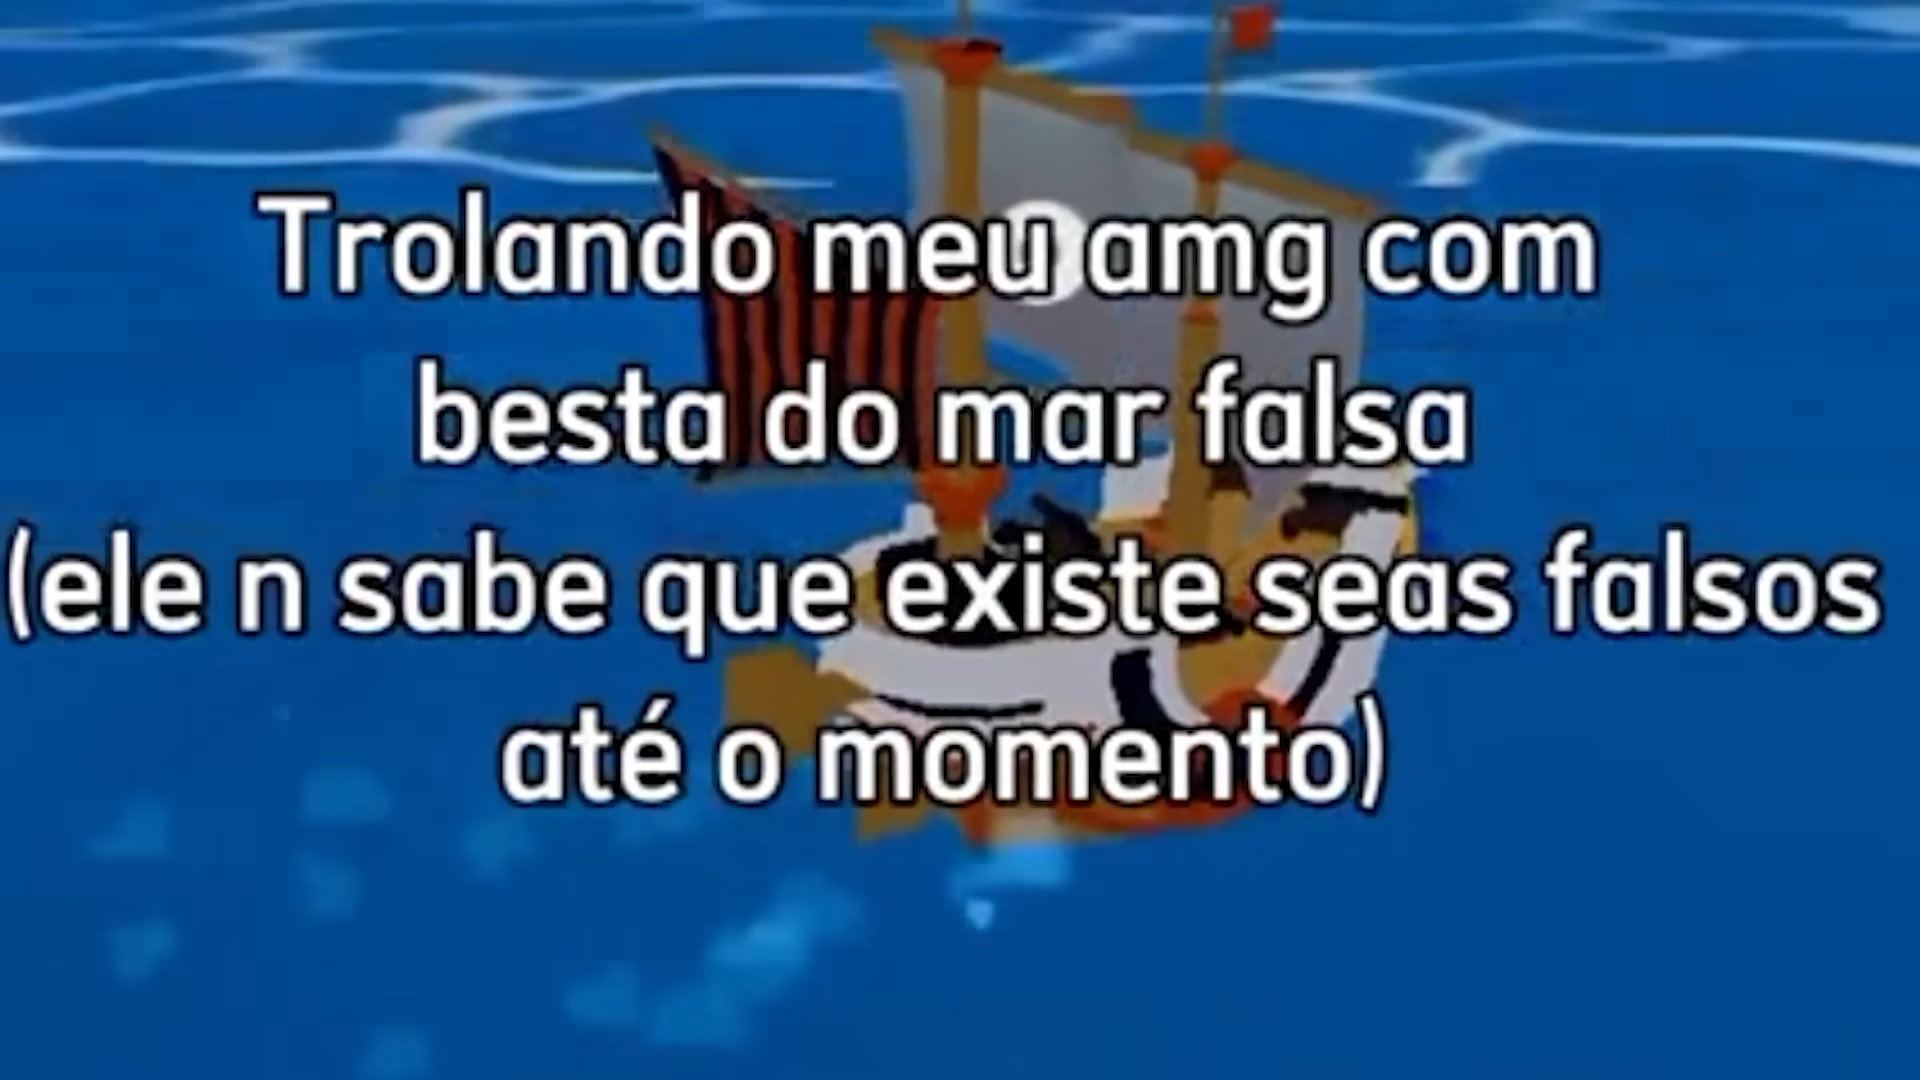 Trolando meu amg com
besta do mar falsa
(ele n sabe que existe seas falsos
até o momento)